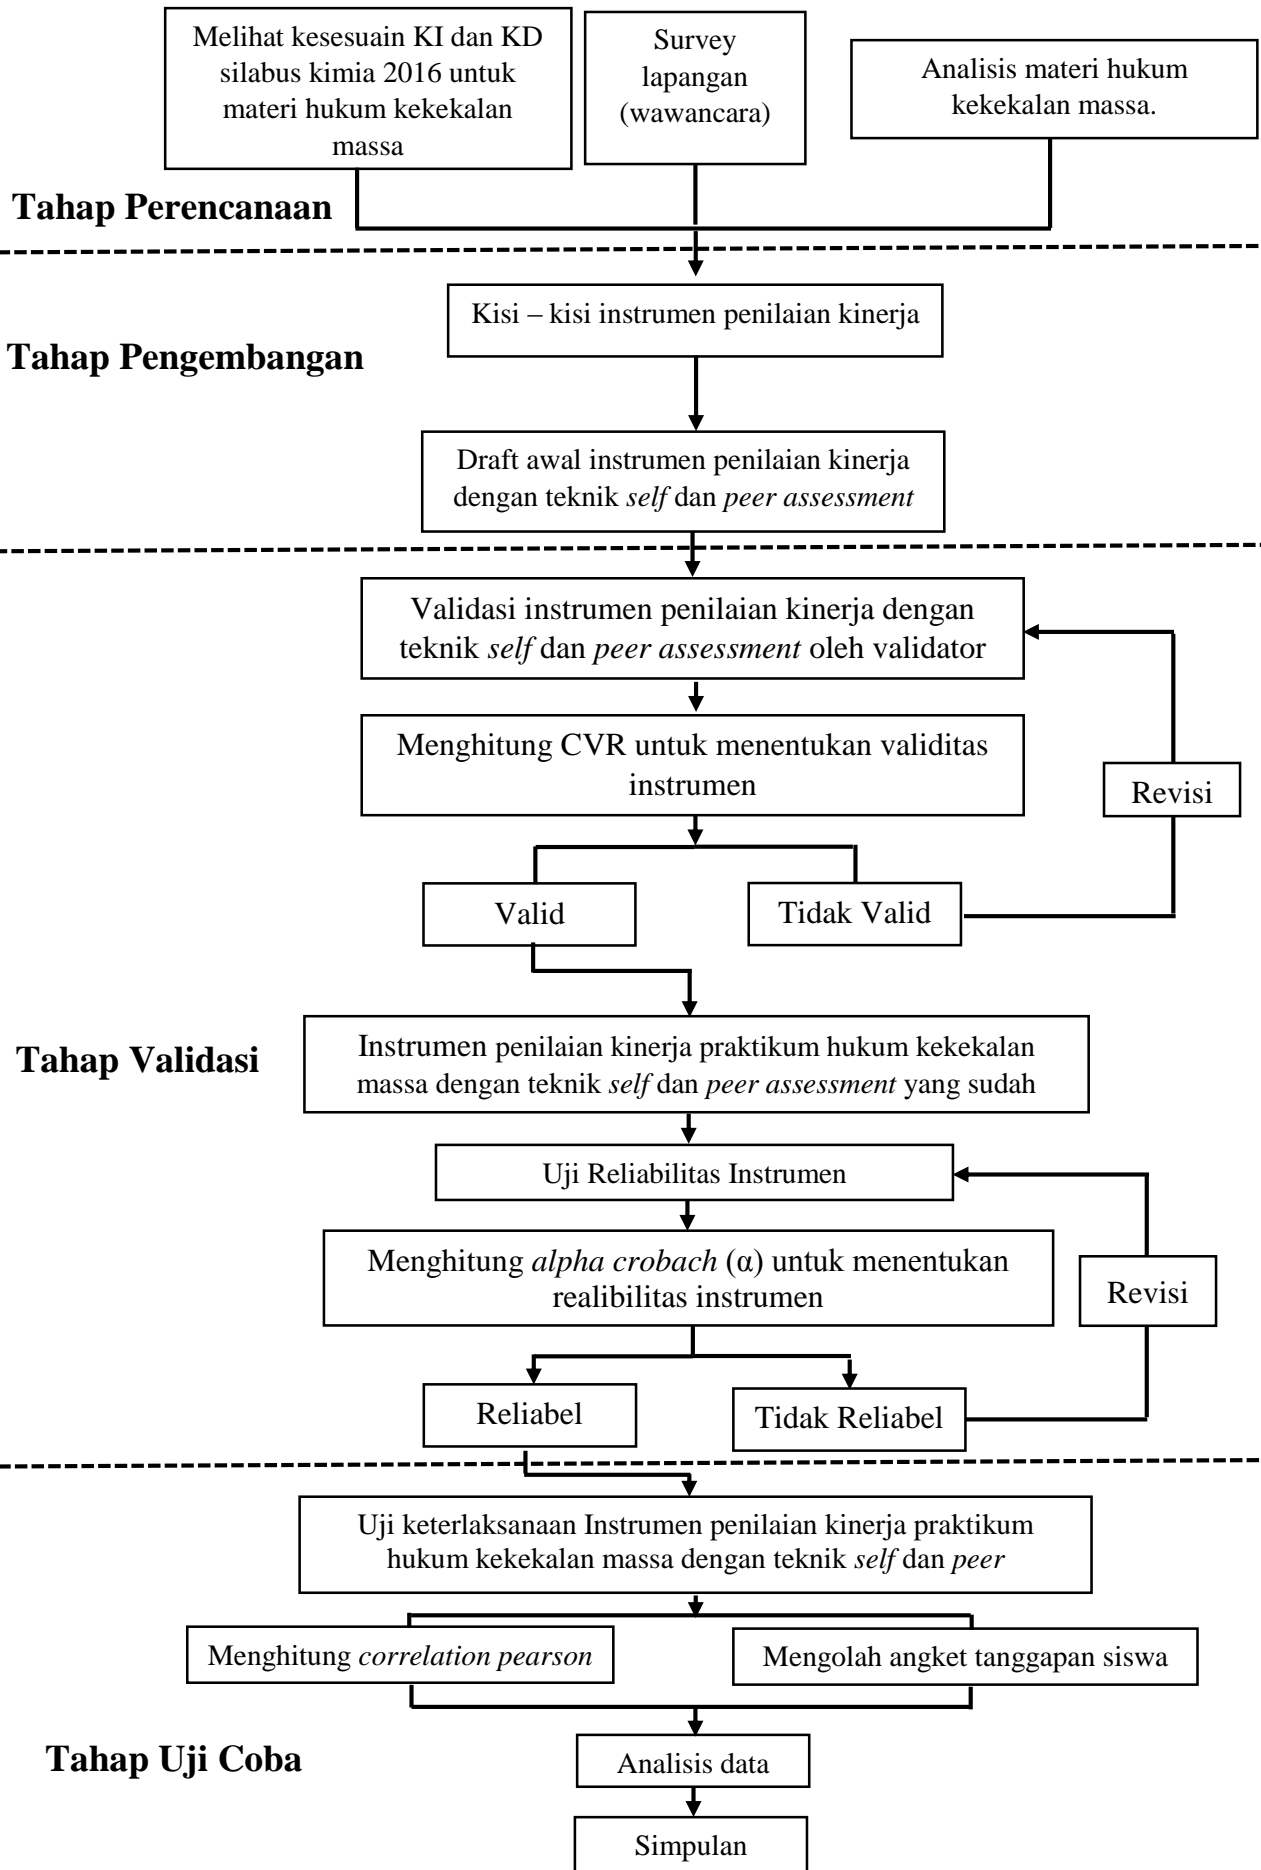 Melihat kesesuain KI dan KD
silabus kimia 2016 untuk
materi hukum kekekalan
massa
Survey
lapangan
(wawancara)
Analisis materi hukum
kekekalan massa.
Tahap Perencanaan
Kisi – kisi instrumen penilaian kinerja
Tahap Pengembangan
Draft awal instrumen penilaian kinerja
dengan teknik self dan peer assessment
Validasi instrumen penilaian kinerja dengan
teknik self dan peer assessment oleh validator
Menghitung CVR untuk menentukan validitas
instrumen
Revisi
Valid
Tidak Valid
Tahap Validasi
Instrumen penilaian kinerja praktikum hukum kekekalan
massa dengan teknik self dan peer assessment yang sudah
Uji Reliabilitas Instrumen
Menghitung alpha crobach (α) untuk menentukan
realibilitas instrumen
Revisi
Reliabel
Tidak Reliabel
Uji keterlaksanaan Instrumen penilaian kinerja praktikum
hukum kekekalan massa dengan teknik self dan peer
Menghitung correlation pearson
Mengolah angket tanggapan siswa
Tahap Uji Coba
Analisis data
Simpulan